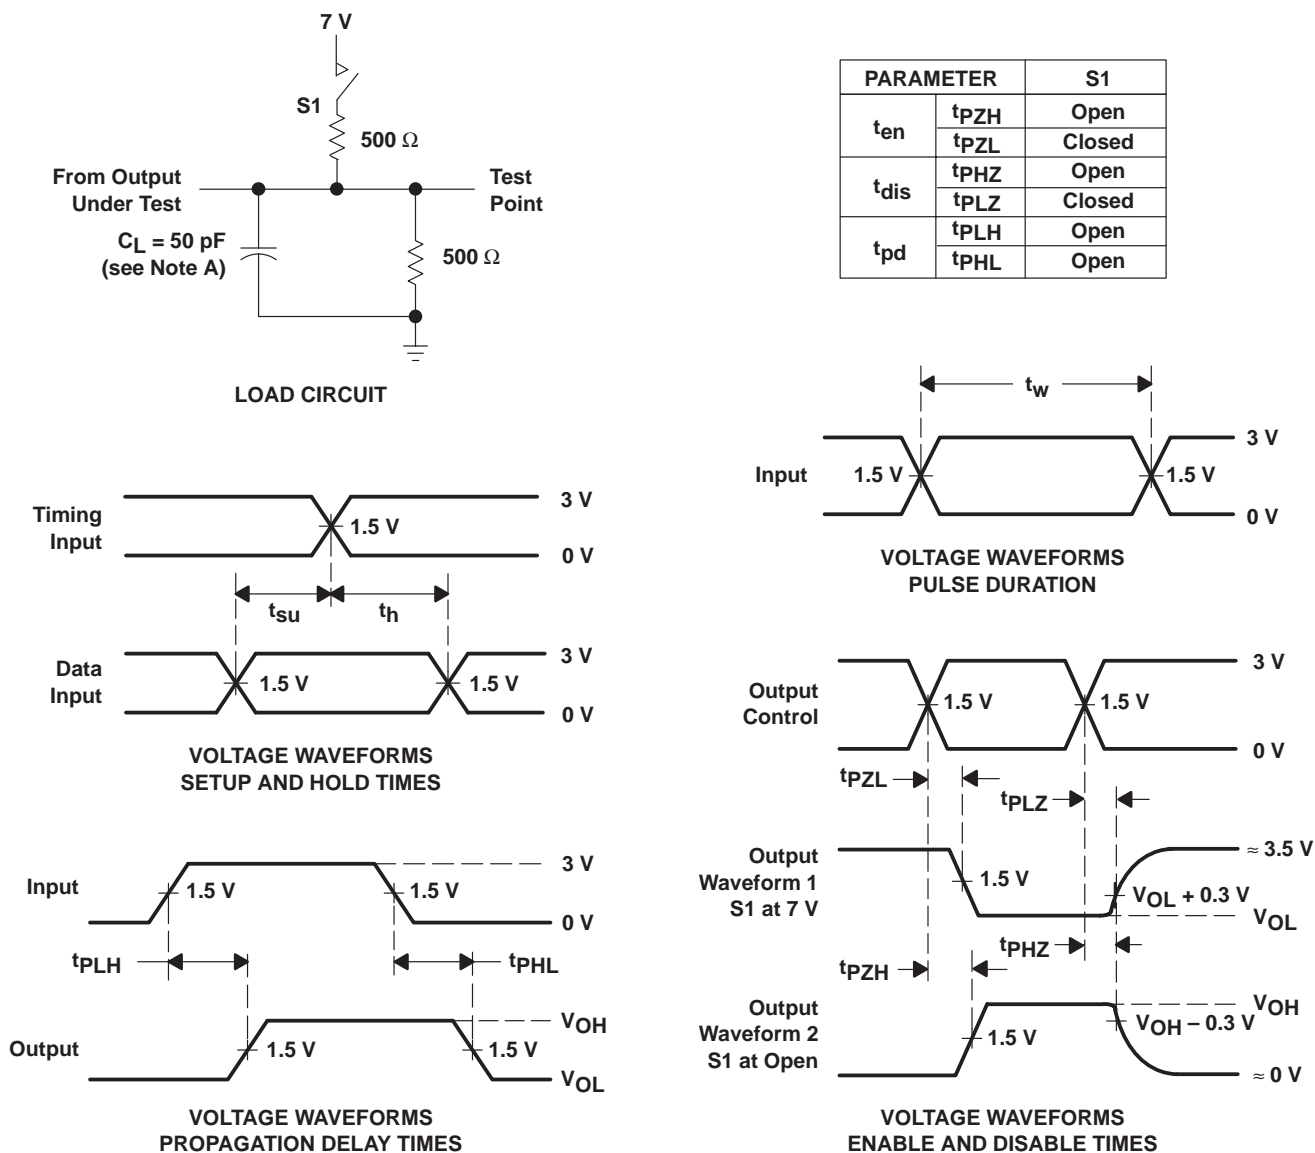 7 V
S1
500 Ω
From Output
Under Test
Test
Point
CL = 50 pF
(see Note A)
500 Ω
LOAD CIRCUIT
PARAMETER S1
ten tPZH Open
tPZL Closed
tdis tPHZ Open
tPLZ Closed
tpd tPLH Open
tPHL Open
tw
Input 1.5 V 1.5 V 3 V
0 V
VOLTAGE WAVEFORMS
PULSE DURATION
Timing
Input
1.5 V
3 V
0 V
tsu th
Data
Input
1.5 V 1.5 V
3 V
0 V
VOLTAGE WAVEFORMS
SETUP AND HOLD TIMES
Input 1.5 V 1.5 V
3 V
0 V
tPLH tPHL
Output 1.5 V 1.5 V
VOH
VOL
VOLTAGE WAVEFORMS
PROPAGATION DELAY TIMES
Output
Control
1.5 V 1.5 V
3 V
0 V
tPZL
tPLZ
Output
Waveform 1
S1 at 7 V
1.5 V
≈ 3.5 V
VOL + 0.3 V
VOL
tPHZ
tPZH
Output
Waveform 2
S1 at Open
1.5 V
VOH
VOH – 0.3 V
≈ 0 V
VOLTAGE WAVEFORMS
ENABLE AND DISABLE TIMES